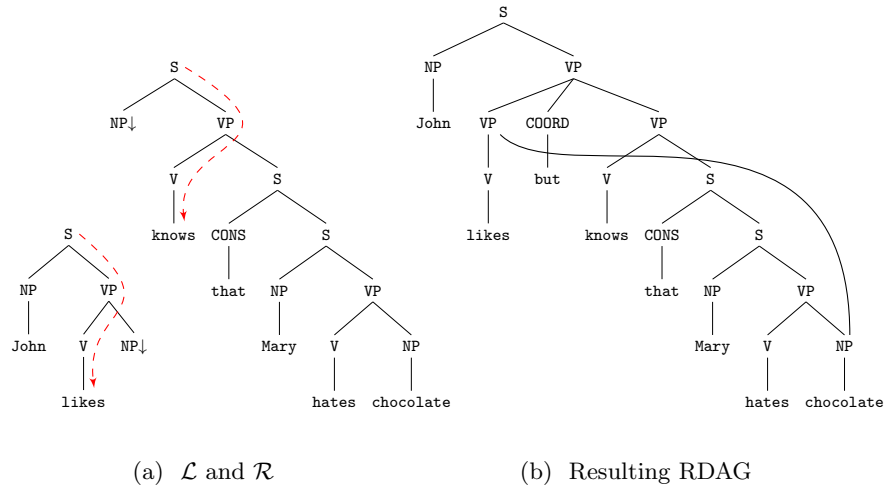 S
NP VP
S
John VP COORD VP
NP↓ VP
V but V S
V S
likes knows CONS S
knows CONS S
that NP VP
S
that NP VP
Mary V NP
NP VP
Mary V NP
hates chocolate
John V NP↓
hates chocolate
likes
(a) ℒ and ℛ
(b) Resulting RDAG